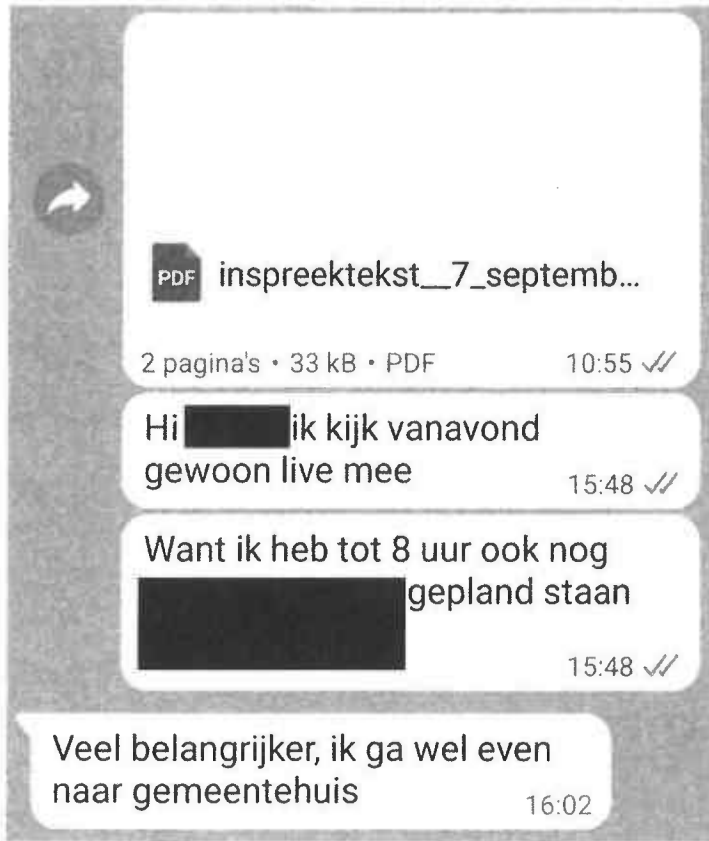 PDF inspreektekst__7_septemb...
2 pagina's • 33 kB • PDF 10:55
Hi ik kijk vanavond
gewoon live mee 15:48
Want ik heb tot 8 uur ook nog
gepland staan
15:48
Veel belangrijker, ik ga wel even
naar gemeentehuis 16:02